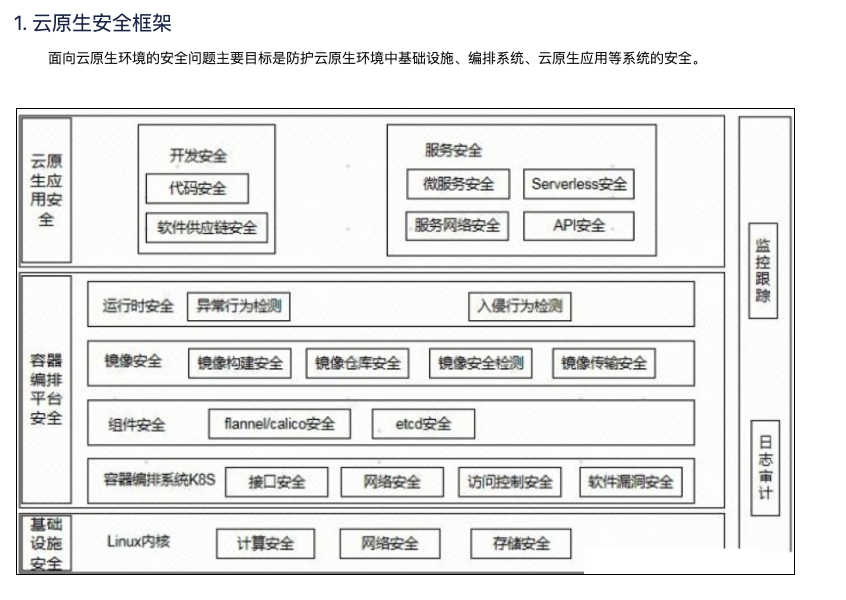 1. 云原生安全框架
面向云原生环境的安全问题主要目标是防护云原生环境中基础设施、编排系统、云原生应用等系统的安全。
云原
生应
用安
全
开发安全
代码安全
软件供应链安全
服务安全
微服务安全
Serverless安全
服务网络安全
API安全
容器
编排
平台
安全
运行时安全
异常行为检测
入侵行为检测
镜像安全
镜像构建安全
镜像仓库安全
镜像安全检测
镜像传输安全
组件安全
flannel/calico安全
etcd安全
容器编排系统K8S
接口安全
网络安全
访问控制安全
软件漏洞安全
基础
设施
安全
Linux内核
计算安全
网络安全
存储安全
监
控
跟
踪
日
志
审
计